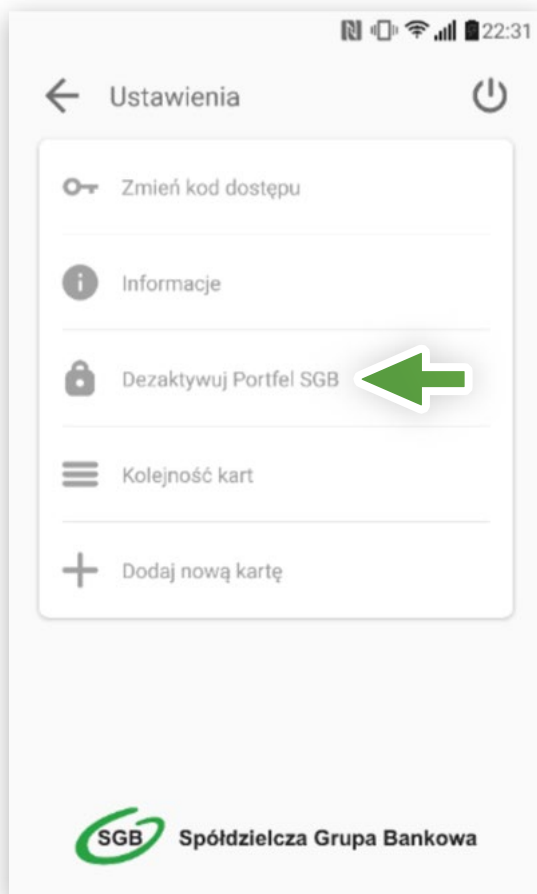 22:31
Ustawienia
Zmień kod dostępu
Informacje
Dezaktywuj Portfel SGB
Kolejność kart
Dodaj nową kartę
SGB Spółdzielcza Grupa Bankowa